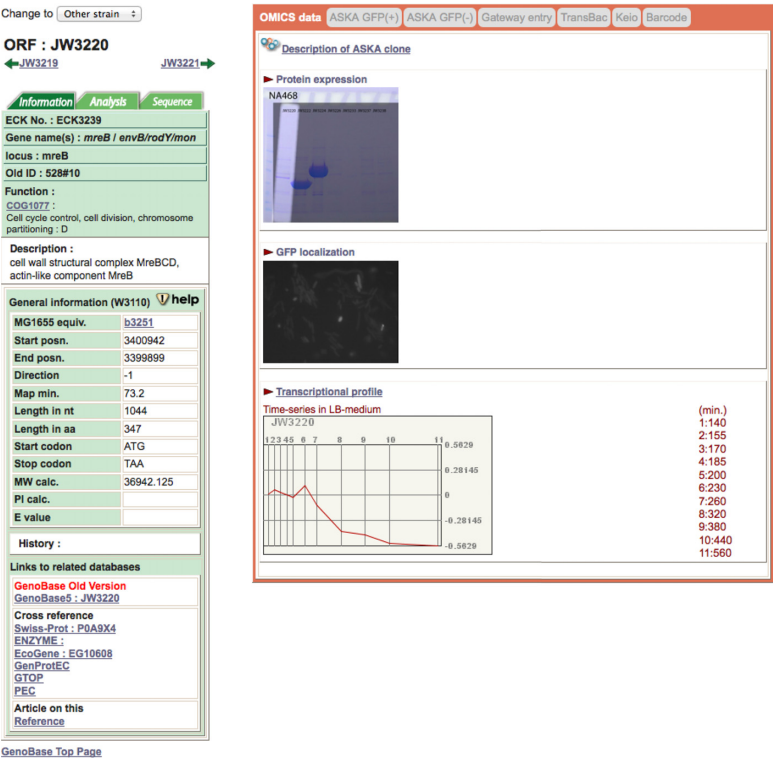 Change to Other strain
ORF : JW3220
JW3219 JW3221
Information Analysis Sequence
ECK No. : ECK3239
Gene name(s) : mreB / envB/rodY/mon
locus : mreB
Old ID : 528#10
Function :
COG1077 :
Cell cycle control, cell division, chromosome
partitioning : D
Description :
cell wall structural complex MreBCD,
actin-like component MreB
General information (W3110) help
MG1655 equiv. b3251
Start posn. 3400942
End posn. 3399899
Direction -1
Map min. 73.2
Length in nt 1044
Length in aa 347
Start codon ATG
Stop codon TAA
MW calc. 36942.125
PI calc.
E value
History :
Links to related databases
GenoBase Old Version
GenoBase5 : JW3220
Cross reference
Swiss-Prot : P0A9X4
ENZYME :
EcoGene : EG10608
GenProtEC
GTOP
PEC
Article on this
Reference
GenoBase Top Page
OMICS data ASKA GFP(+) ASKA GFP(-) Gateway entry TransBac Keio Barcode
Description of ASKA clone
Protein expression
NA468
GFP localization
Transcriptional profile
Time-series in LB-medium
JW3220
1 2 3 4 5 6 7 8 9 10 11
0.5629
0.28145
0
-0.28145
-0.5629
(min.)
1:140
2:155
3:170
4:185
5:200
6:230
7:260
8:320
9:380
10:440
11:560